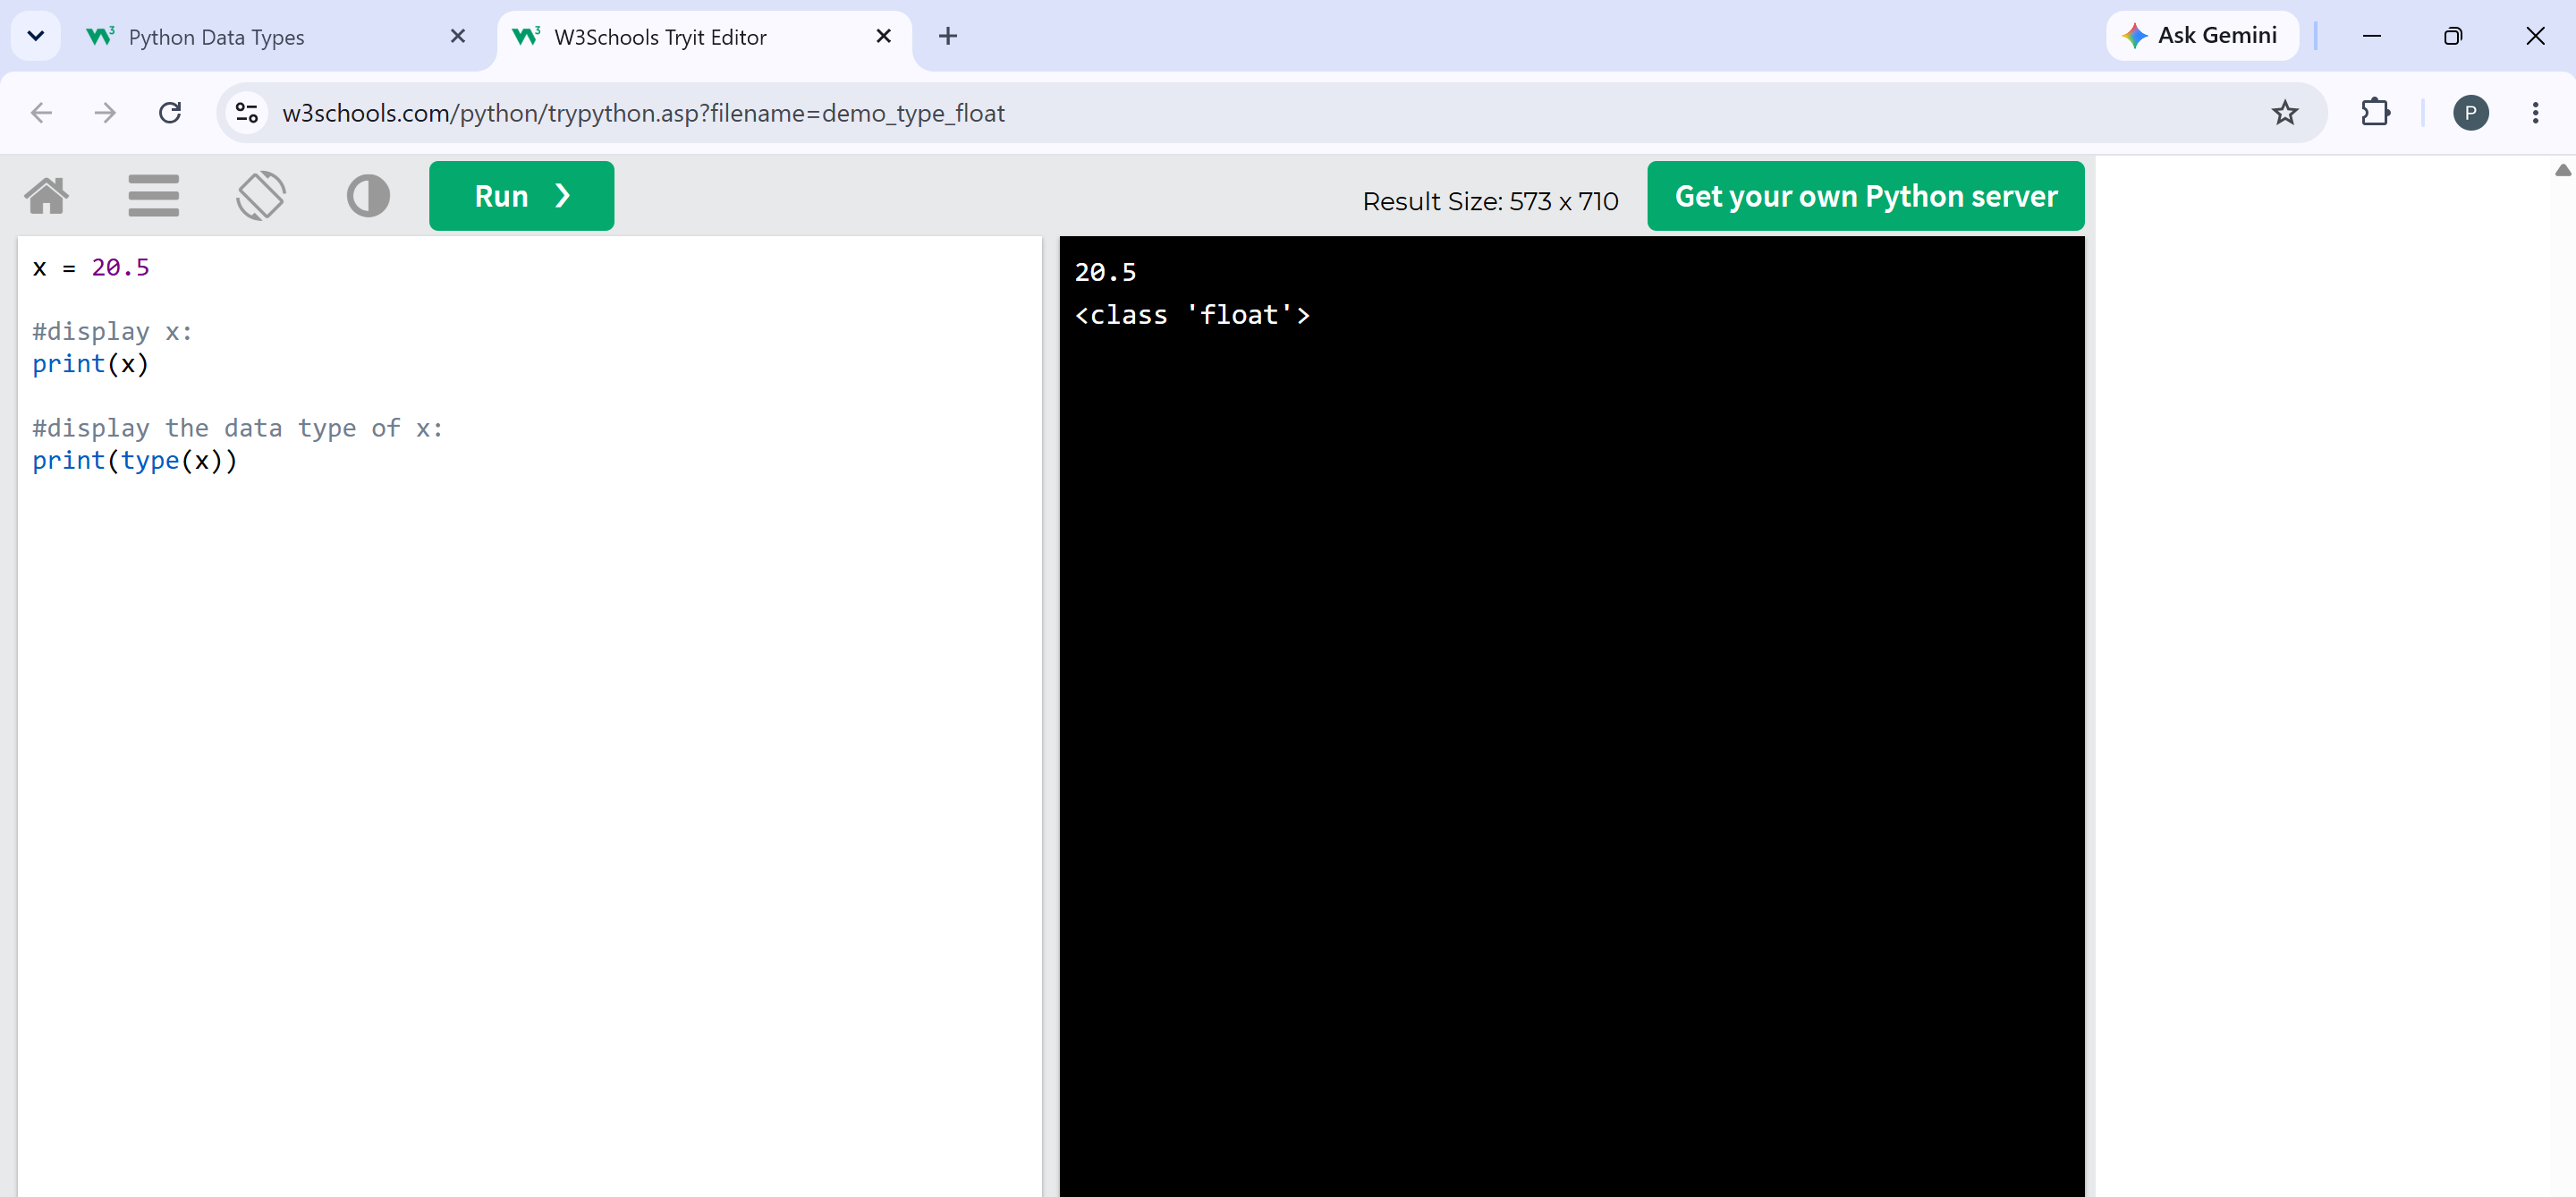 Python Data Types
W3Schools Tryit Editor
Ask Gemini
w3schools.com/python/trypython.asp?filename=demo_type_float
P
Run ❯
Result Size: 573 x 710
Get your own Python server
x = 20.5
#display x:
print(x)
#display the data type of x:
print(type(x))
20.5
<class 'float'>